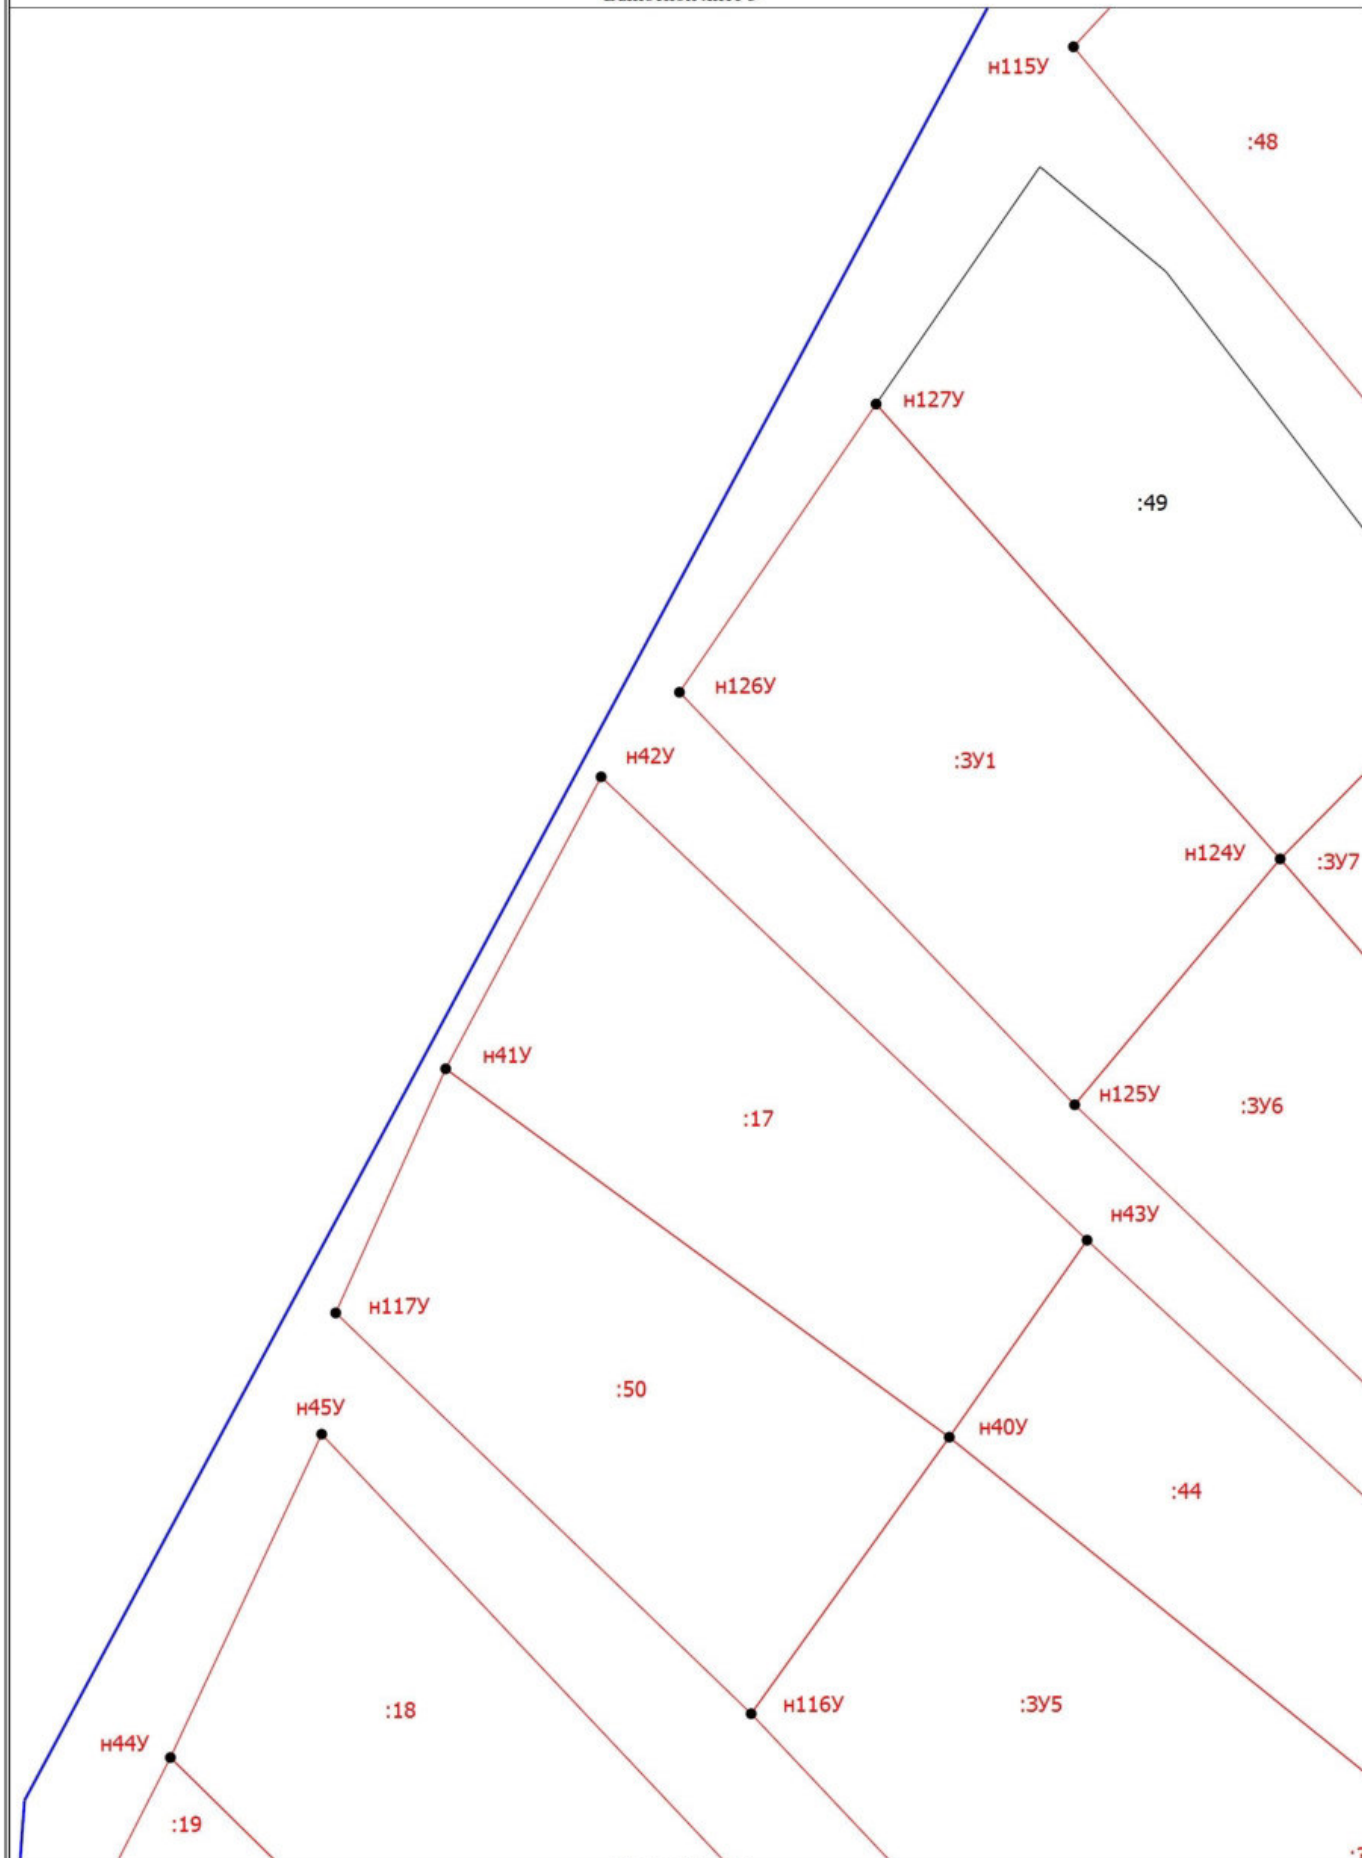 н115У
:48
н127У
:49
н126У
н42У
:ЗУ1
н124У
:ЗУ7
н41У
н125У
:ЗУ6
:17
н43У
н117У
:50
н45У
н40У
:44
н116У
:ЗУ5
:18
н44У
:19